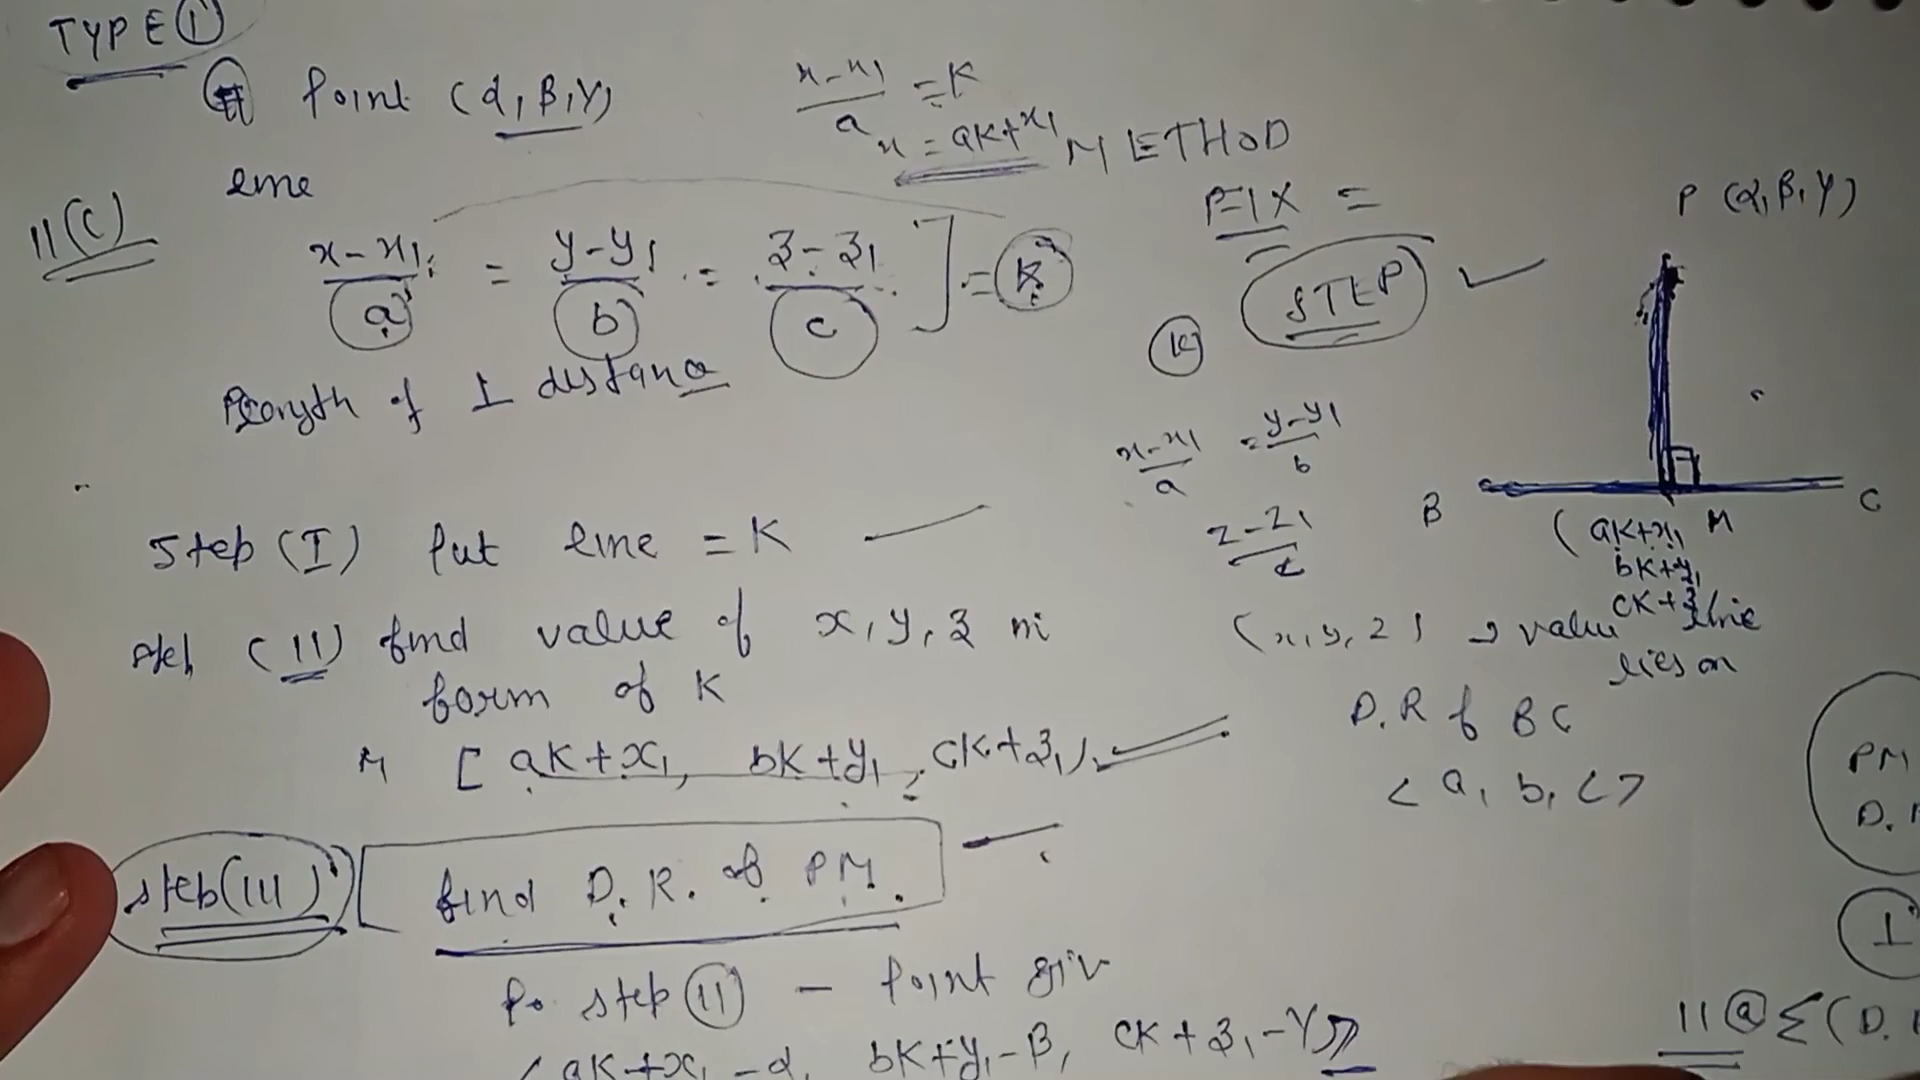 TYPE (1)
# Point (α, β, γ)
x-x₁/a = K
x = aK+x₁
METHOD
line
11(C)
x-x₁/a = y-y₁/b = z-z₁/c ] = K
FIX =
STEP
P (α, β, γ)
K
Length of ⊥ distance
x-x₁/a = y-y₁/b
z-z₁/c
B
C
M
(aK+x₁
bK+y₁
cK+z₁
Step (I) Put line = K
Step (II) find value of x, y, z in
form of K
(x, y, z) → value line
lies on
D.R of BC
< a, b, c >
M [aK+x₁, bK+y₁, cK+z₁)
PM
D.
step (III) find D.R. of PM.
⊥
step (II) - Point
11 @ Σ(D.
< aK+x₁-α, bK+y₁-β, cK+z₁-γ >